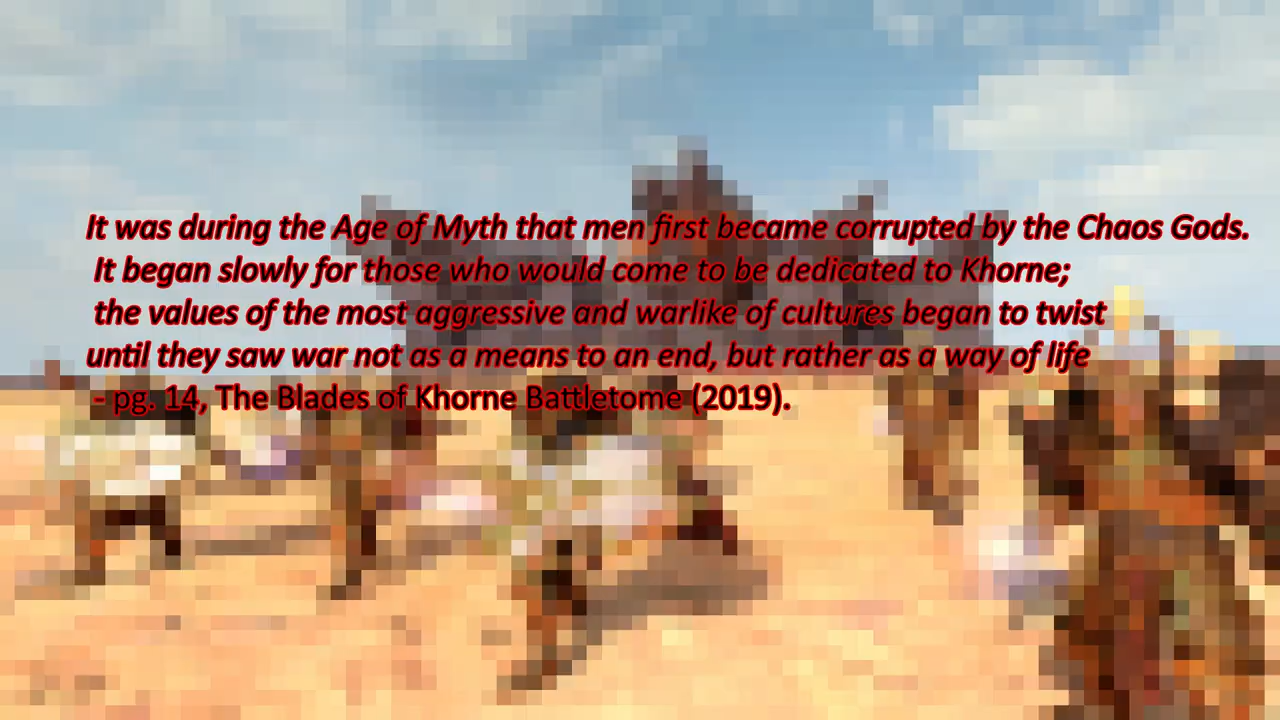 It was during the Age of Myth that men first became corrupted by the Chaos Gods.
It began slowly for those who would come to be dedicated to Khorne;
the values of the most aggressive and warlike of cultures began to twist
until they saw war not as a means to an end, but rather as a way of life
- pg. 14, The Blades of Khorne Battletome (2019).